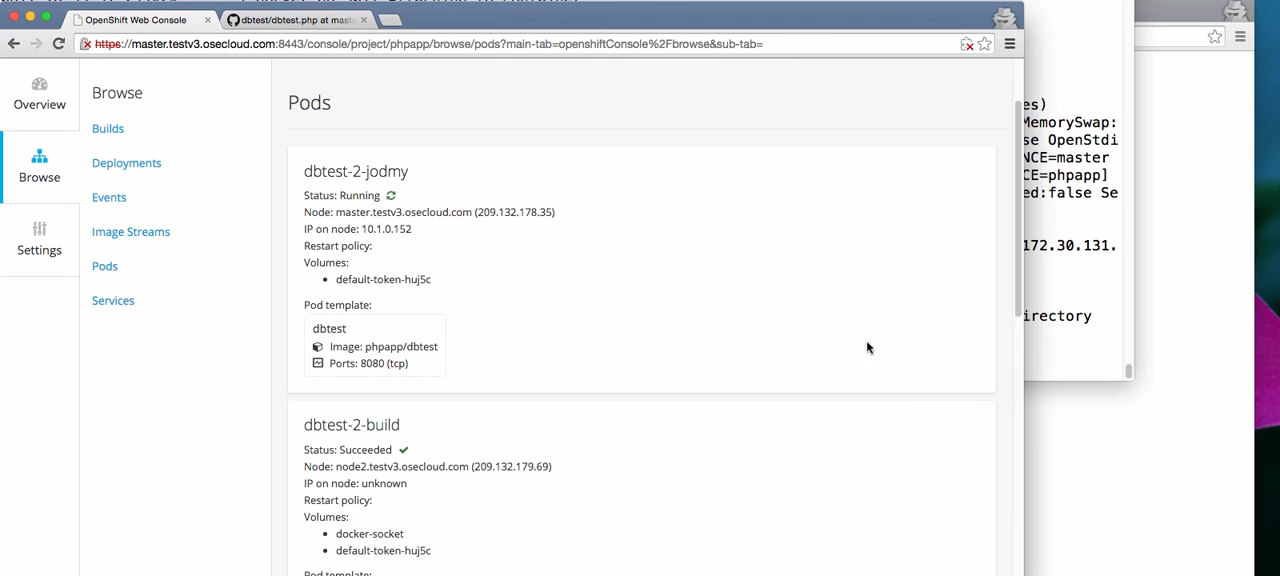 OpenShift Web Console
dbtest/dbtest.php at mast
https://master.testv3.osecloud.com:8443/console/project/phpapp/browse/pods?main-tab=openshiftConsole%2Fbrowse&sub-tab=
Overview
Browse
Settings
Browse
Builds
Deployments
Events
Image Streams
Pods
Services
Pods
dbtest-2-jodmy
Status: Running
Node: master.testv3.osecloud.com (209.132.178.35)
IP on node: 10.1.0.152
Restart policy:
Volumes:
• default-token-huj5c
Pod template:
dbtest
Image: phpapp/dbtest
Ports: 8080 (tcp)
dbtest-2-build
Status: Succeeded
Node: node2.testv3.osecloud.com (209.132.179.69)
IP on node: unknown
Restart policy:
Volumes:
• docker-socket
• default-token-huj5c
Pod template:
es)
MemorySwap:
se OpenStdi
NCE=master
CE=phpapp]
ed:false Se
172.30.131.
irectory